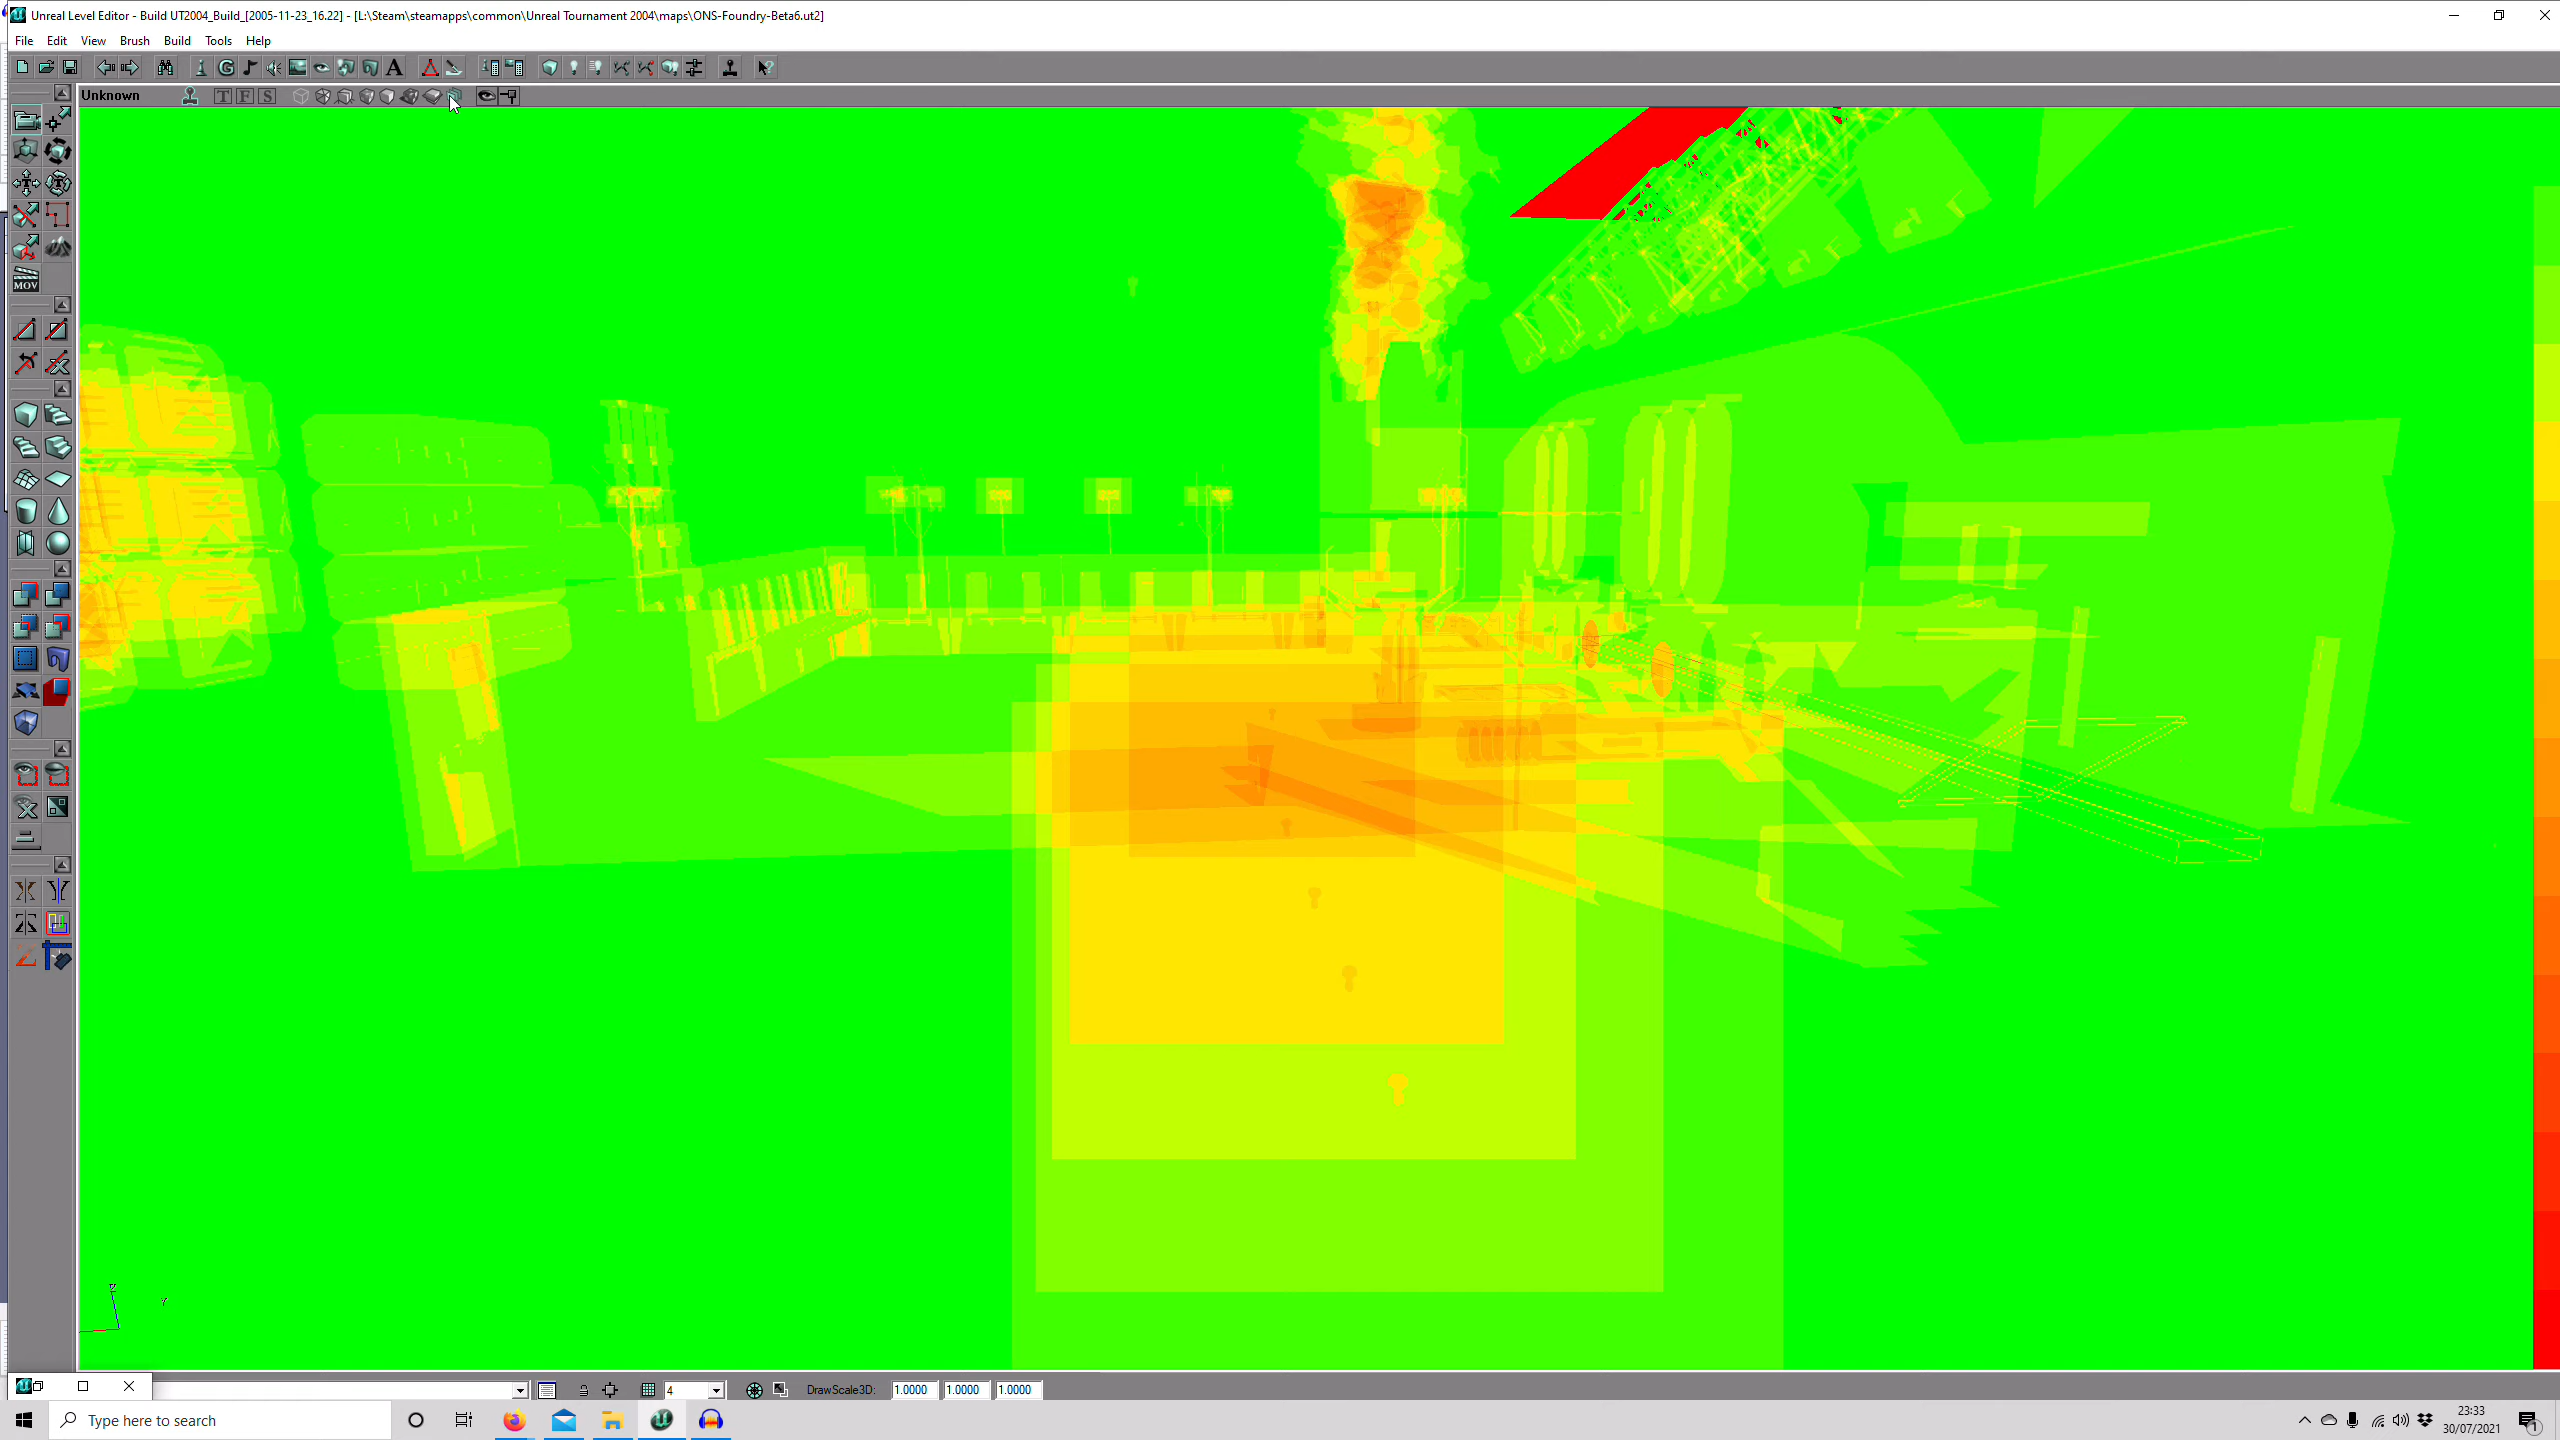 Unreal Level Editor - Build UT2004_Build_[2005-11-23_16.22] - [L:\Steam\steamapps\common\Unreal Tournament 2004\maps\ONS-Foundry-Beta6.ut2]
File Edit View Brush Build Tools Help
Unknown T F S
MOV
4 DrawScale3D: 1.0000 1.0000 1.0000
Type here to search
23:33
30/07/2021
1